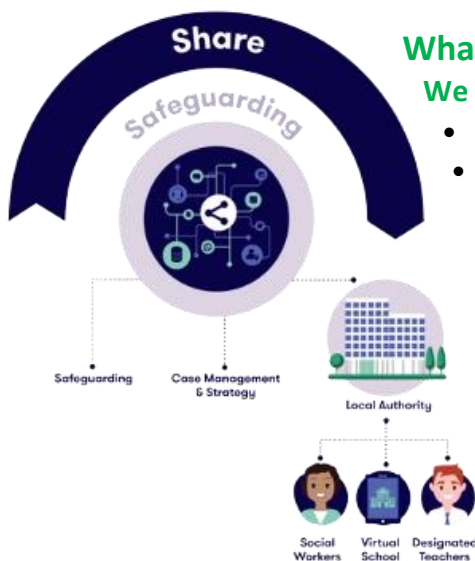 Share
Safeguarding
Wha
We
•
•
Safeguarding
Case Management
& Strategy
Local Authority
Social
Workers
Virtual
School
Designated
Teachers